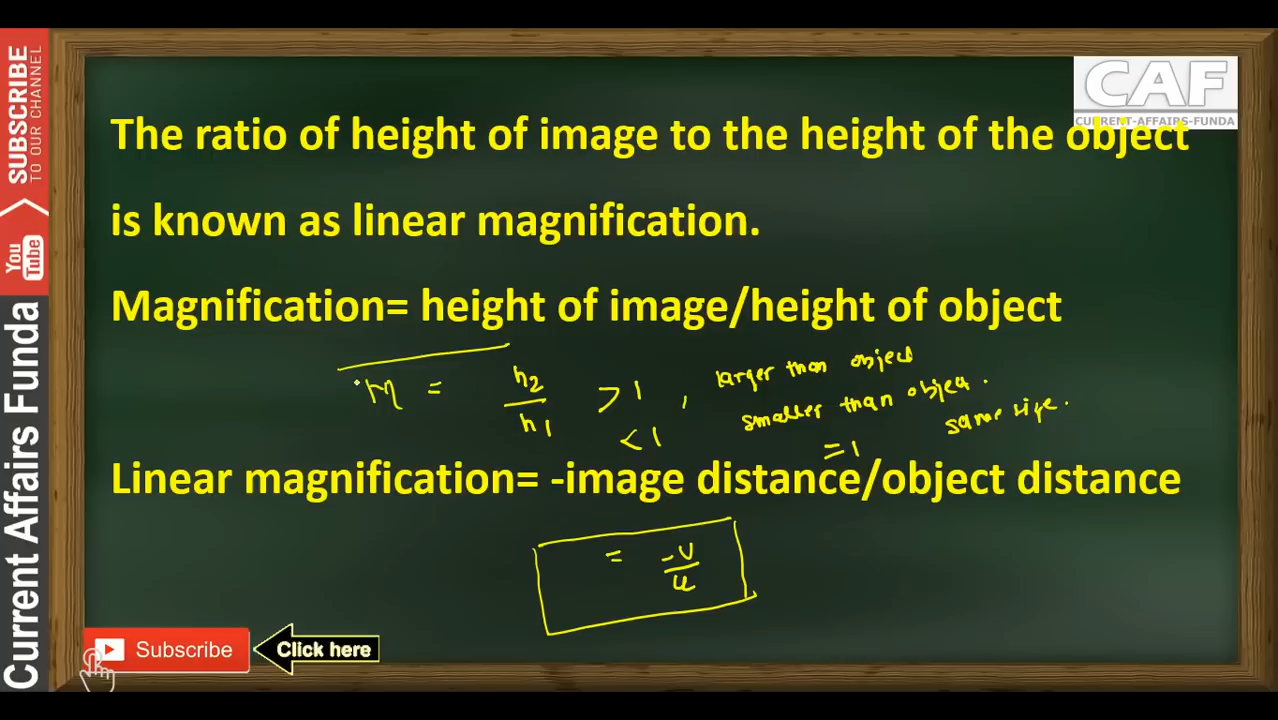 SUBSCRIBE
TO OUR CHANNEL
You
Tube
Current Affairs Funda
CAF
CURRENT-AFFAIRS-FUNDA
The ratio of height of image to the height of the object
is known as linear magnification.
Magnification= height of image/height of object
m = h2/h1 >1 , larger than object
<1 smaller than object.
=1 same size.
Linear magnification= -image distance/object distance
= -v/u
Subscribe
Click here